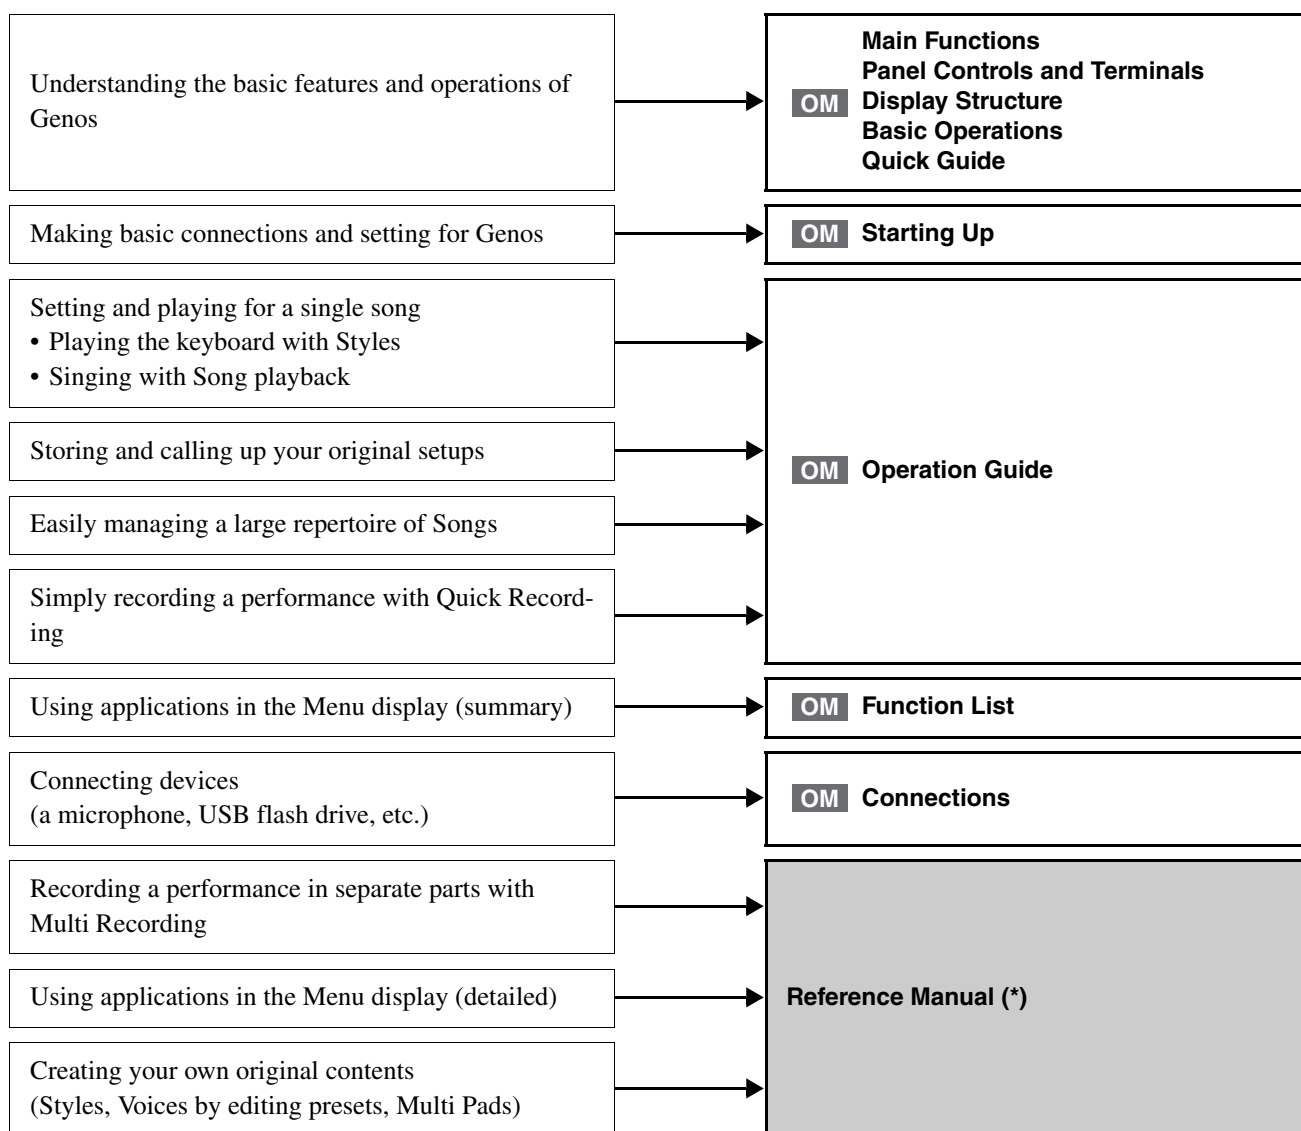 Understanding the basic features and operations of
Genos
OM
Main Functions
Panel Controls and Terminals
Display Structure
Basic Operations
Quick Guide
Making basic connections and setting for Genos
OM Starting Up
Setting and playing for a single song
• Playing the keyboard with Styles
• Singing with Song playback
Storing and calling up your original setups
Easily managing a large repertoire of Songs
Simply recording a performance with Quick Record-
ing
OM Operation Guide
Using applications in the Menu display (summary)
OM Function List
Connecting devices
(a microphone, USB flash drive, etc.)
OM Connections
Recording a performance in separate parts with
Multi Recording
Using applications in the Menu display (detailed)
Creating your own original contents
(Styles, Voices by editing presets, Multi Pads)
Reference Manual (*)